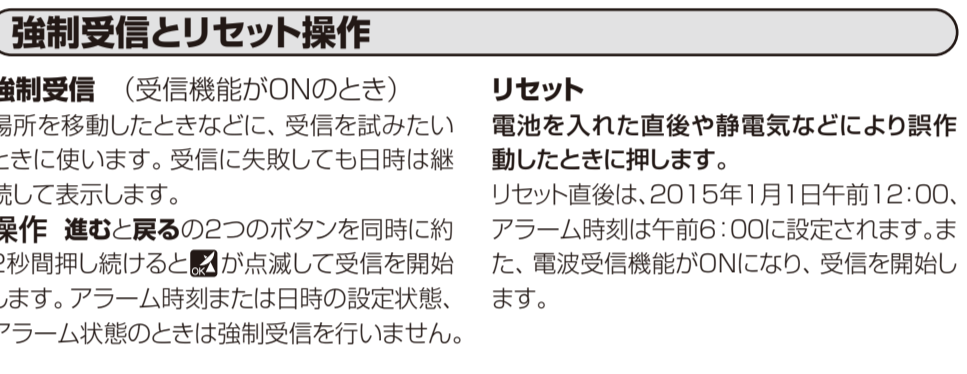 強制受信とリセット操作
強制受信 （受信機能がONのとき）
場所を移動したときなどに、受信を試みたい
ときに使います。受信に失敗しても日時は継
続して表示します。
操作 進むと戻るの2つのボタンを同時に約
2秒間押し続けるとOKが点滅して受信を開始
します。アラーム時刻または日時の設定状態、
アラーム状態のときは強制受信を行いません。
リセット
電池を入れた直後や静電気などにより誤作
動したときに押します。
リセット直後は、2015年1月1日午前12：00、
アラーム時刻は午前6：00に設定されます。ま
た、電波受信機能がONになり、受信を開始し
ます。